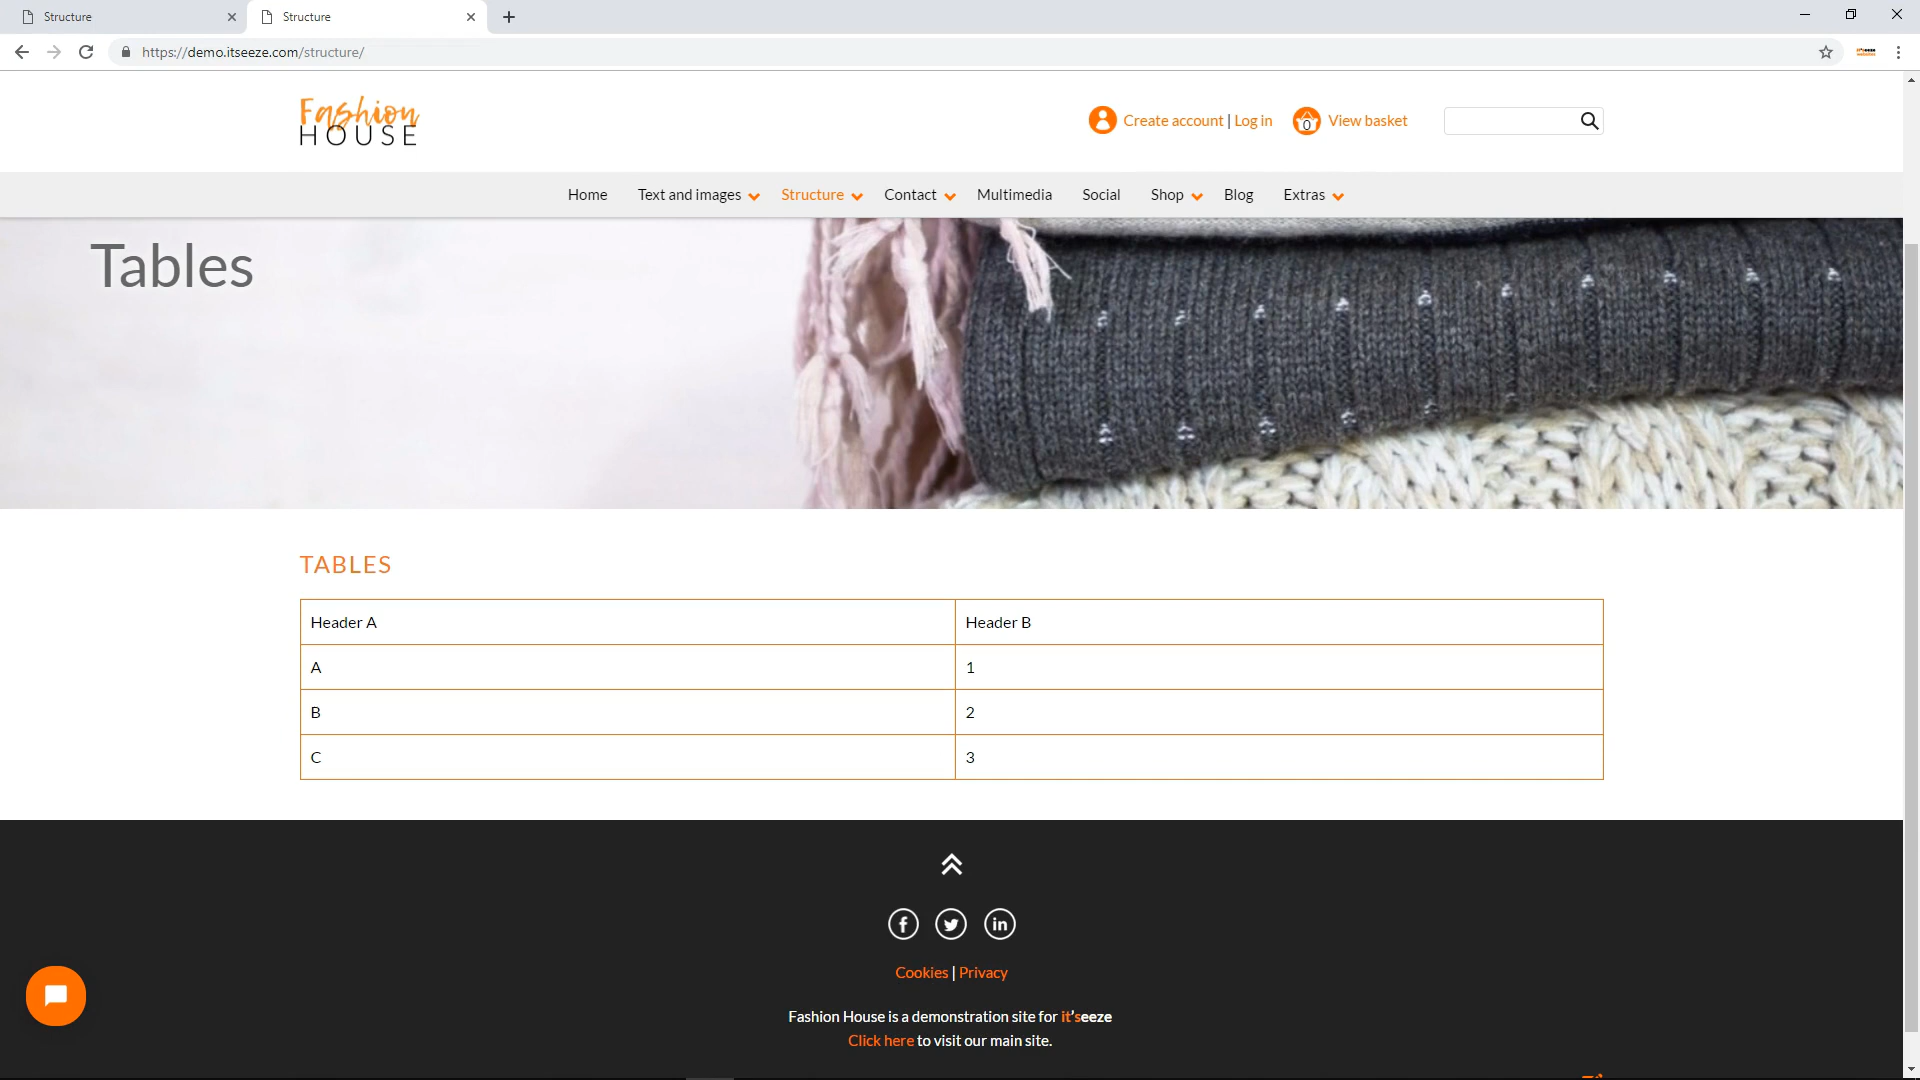 Structure
Structure
https://demo.itseeze.com/structure/
Fashion
HOUSE
Create account | Log in
0
View basket
Home
Text and images
Structure
Contact
Multimedia
Social
Shop
Blog
Extras
Tables
TABLES
Header A
Header B
A
1
B
2
C
3
Cookies | Privacy
Fashion House is a demonstration site for it'seeze
Click here to visit our main site.